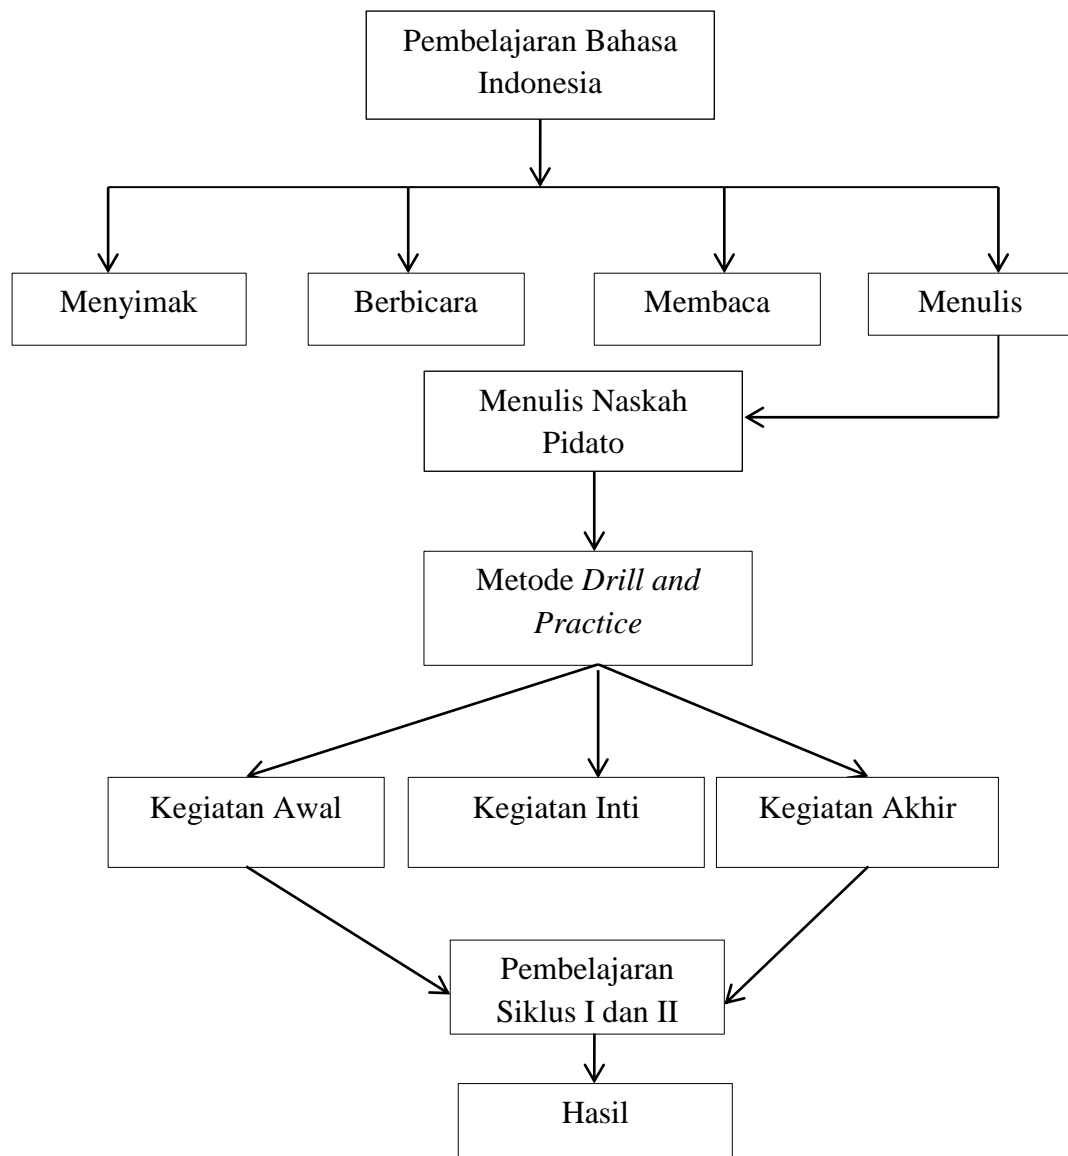 Pembelajaran Bahasa
Indonesia
Menyimak
Berbicara
Membaca
Menulis
Menulis Naskah
Pidato
Metode Drill and
Practice
Kegiatan Awal
Kegiatan Inti
Kegiatan Akhir
Pembelajaran
Siklus I dan II
Hasil